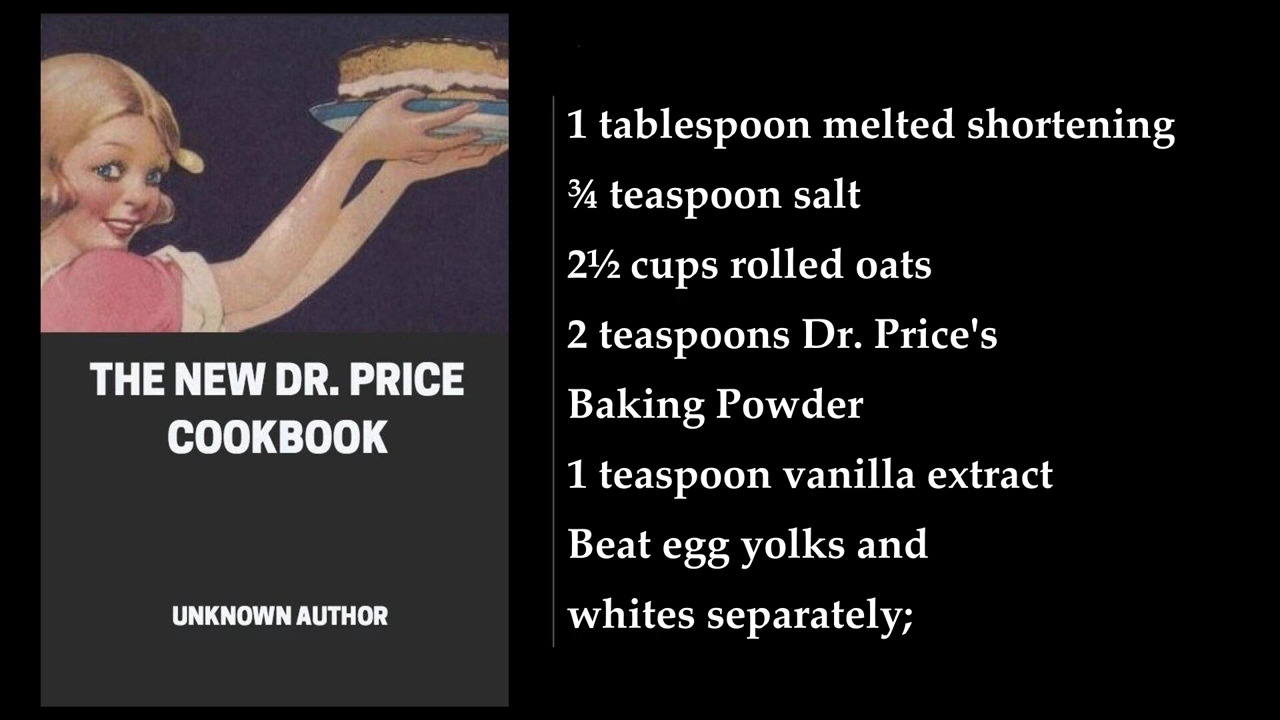 THE NEW DR. PRICE
COOKBOOK
UNKNOWN AUTHOR
1 tablespoon melted shortening
¾ teaspoon salt
2½ cups rolled oats
2 teaspoons Dr. Price's
Baking Powder
1 teaspoon vanilla extract
Beat egg yolks and
whites separately;